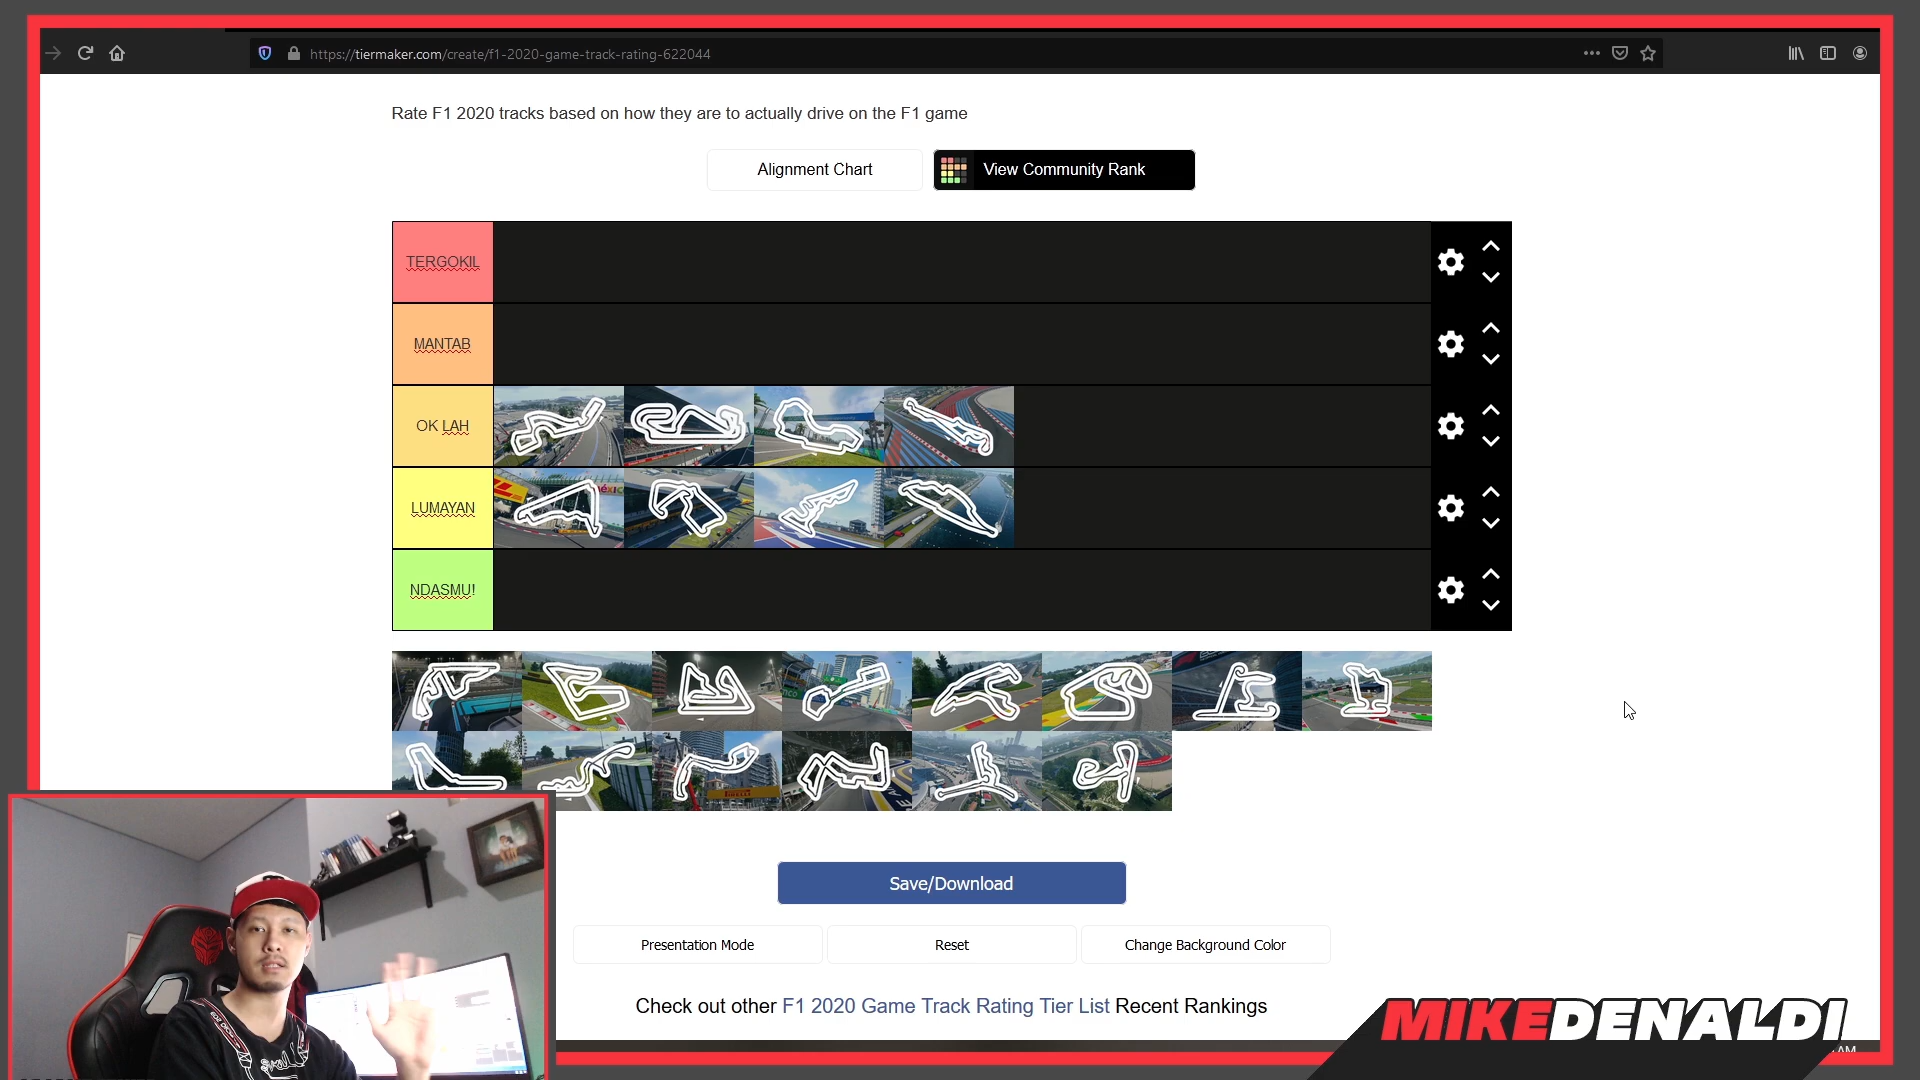 https://tiermaker.com/create/f1-2020-game-track-rating-622044
Rate F1 2020 tracks based on how they are to actually drive on the F1 game
Alignment Chart
View Community Rank
TERGOKIL
MANTAB
OK LAH
LUMAYAN
NDASMU!
Save/Download
Presentation Mode
Reset
Change Background Color
Check out other F1 2020 Game Track Rating Tier List Recent Rankings
MIKEDENALDI
AM